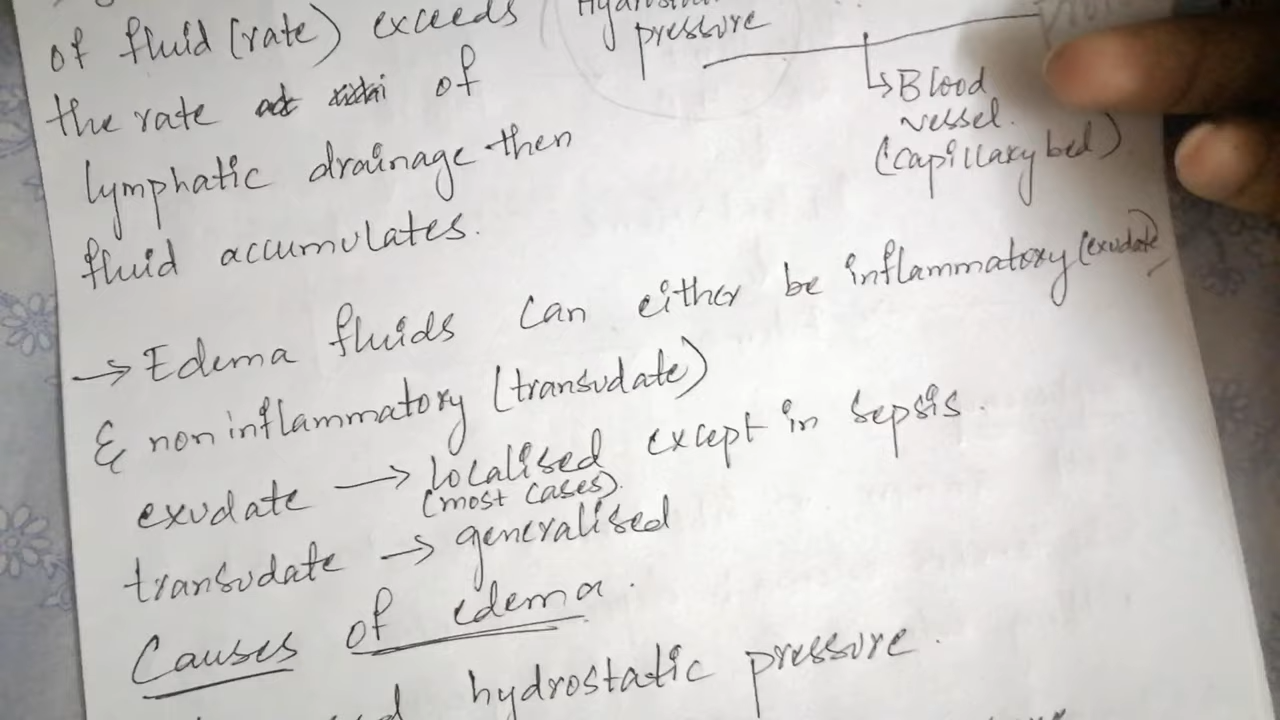 of fluid (rate) exceeds
the rate of
lymphatic drainage then
fluid accumulates.
pressure
↳ Blood
vessel.
(capillary bed)
→ Edema fluids can either be inflammatory (exudate)
& non inflammatory (transudate)
exudate → localised except in sepsis.
(most cases).
transudate → generalised
Causes of edema.
hydrostatic pressure.